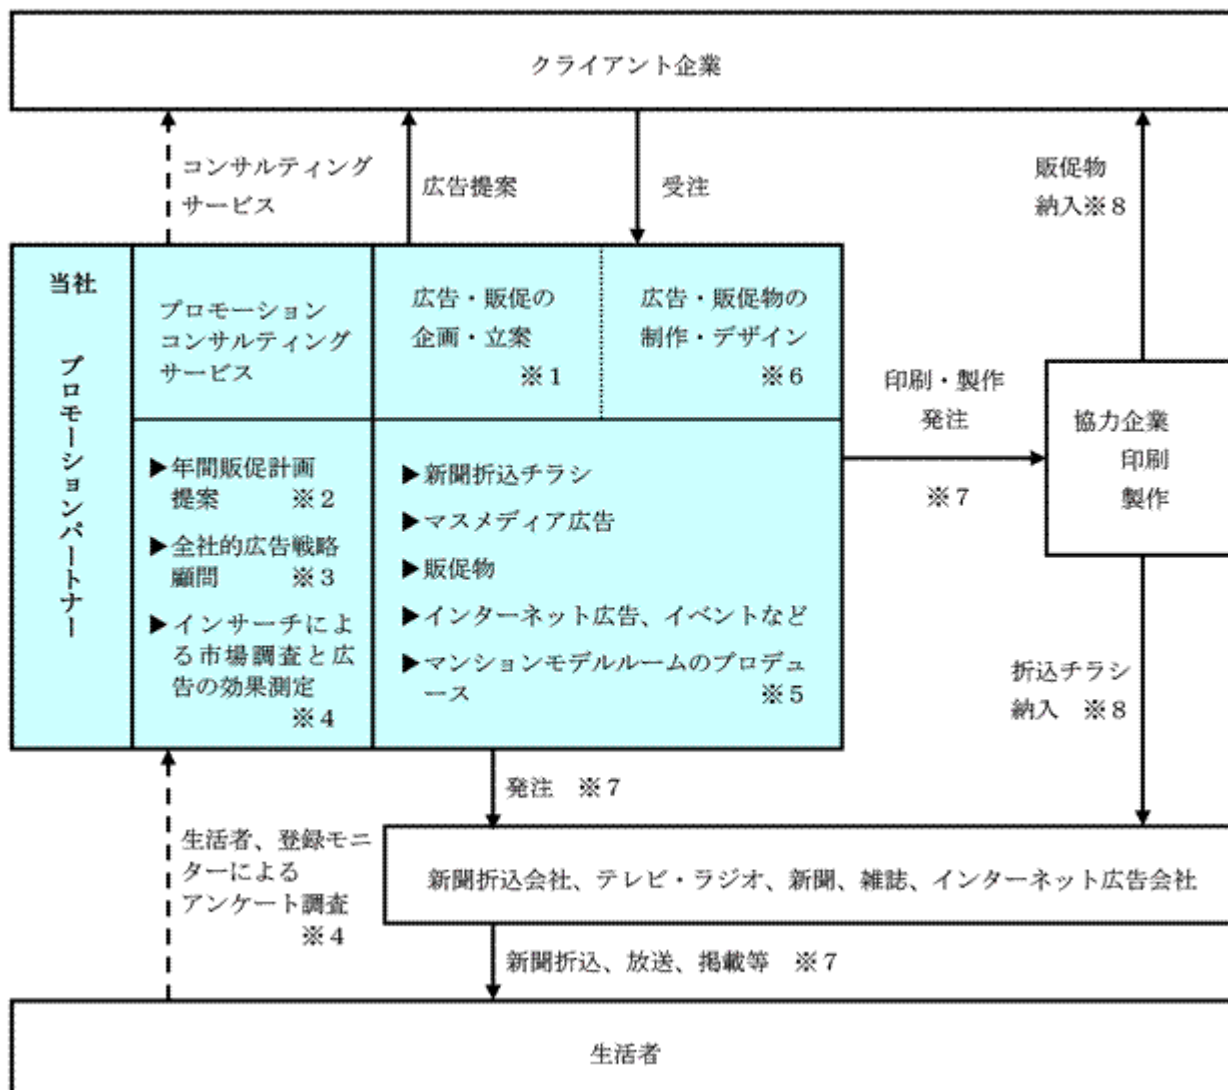 クライアント企業
コンサルティング
サービス
広告提案
受注
販促物
納入※8
当社
プロモーションパートナー
プロモーション
コンサルティング
サービス
広告・販促の
企画・立案
※1
広告・販促物の
制作・デザイン
※6
印刷・製作
発注
※7
協力企業
印刷
製作
▶年間販促計画
提案 ※2
▶全社的広告戦略
顧問 ※3
▶インサーチによ
る市場調査と広
告の効果測定
※4
▶新聞折込チラシ
▶マスメディア広告
▶販促物
▶インターネット広告、イベントなど
▶マンションモデルルームのプロデュ
ース ※5
折込チラシ
納入 ※8
発注 ※7
生活者、登録モニ
ターによる
アンケート調査
※4
新聞折込会社、テレビ・ラジオ、新聞、雑誌、インターネット広告会社
新聞折込、放送、掲載等 ※7
生活者